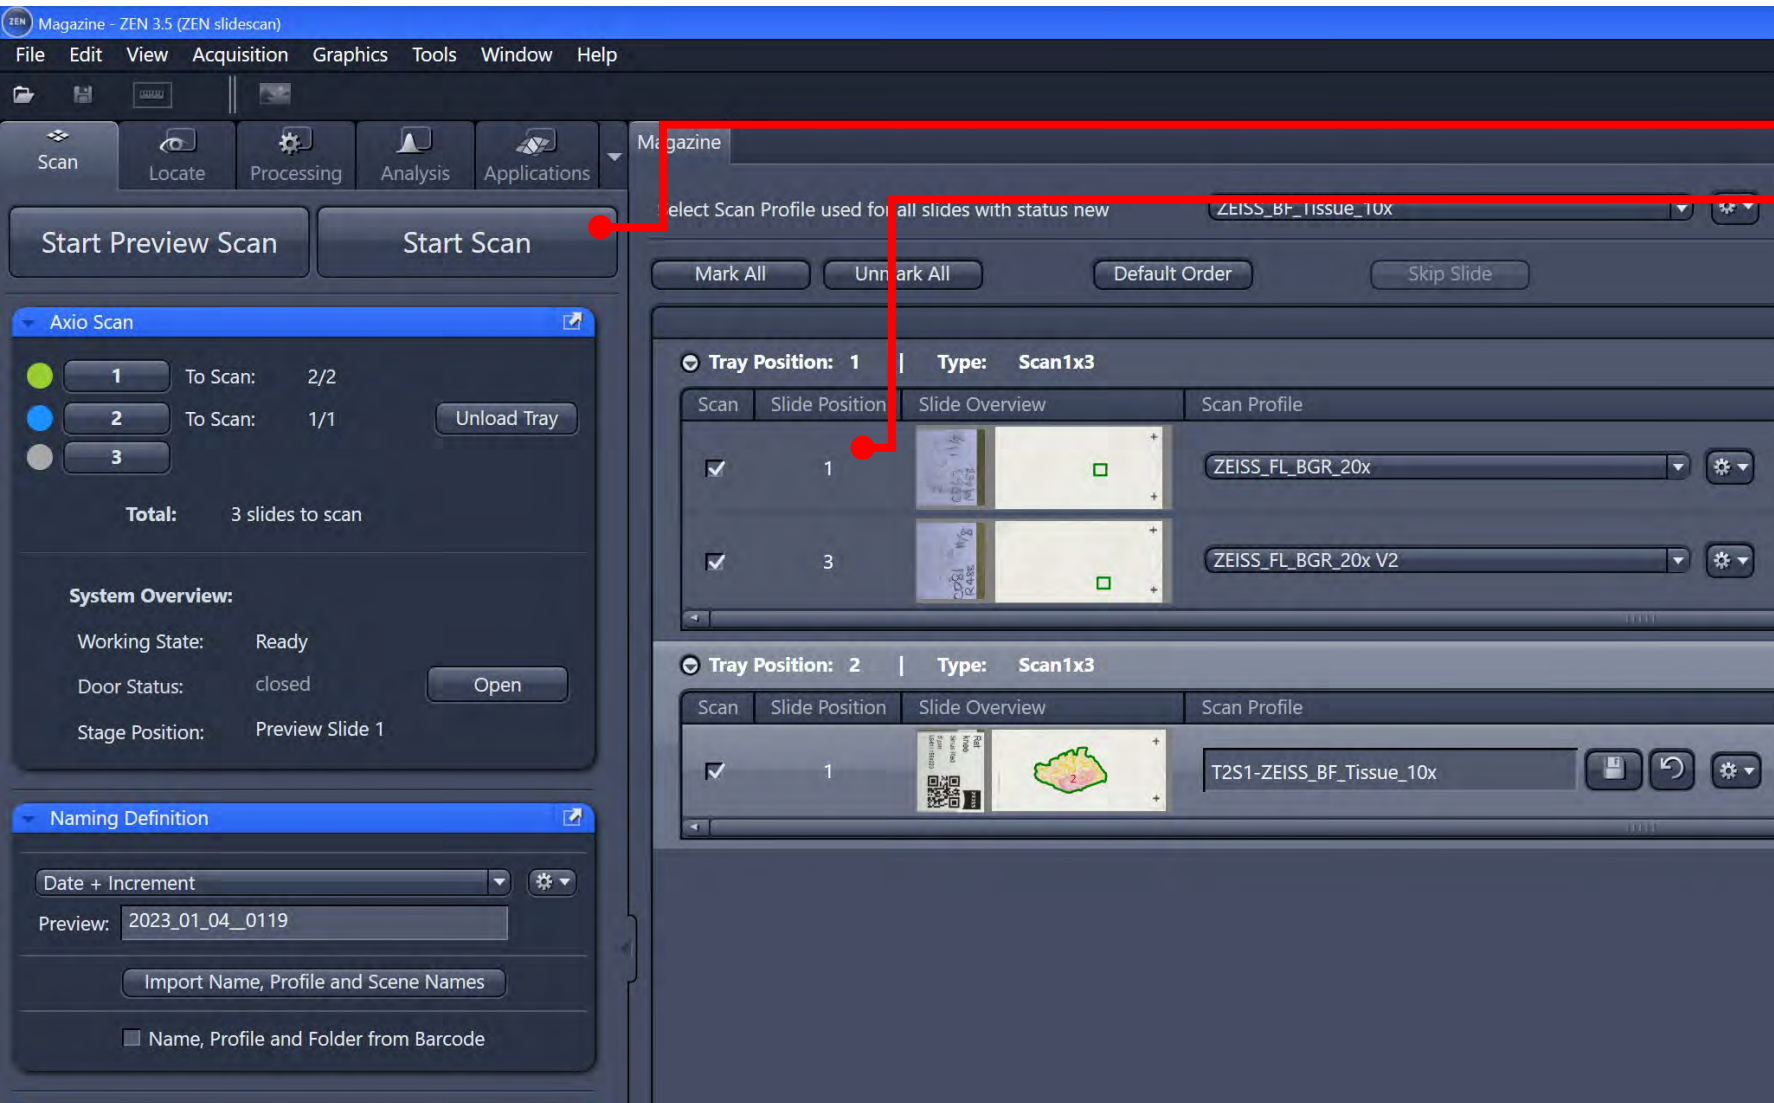 ZEN Magazine - ZEN 3.5 (ZEN slidescan)
File Edit View Acquisition Graphics Tools Window Help
Scan Locate Processing Analysis Applications
Start Preview Scan Start Scan
Axio Scan
1 To Scan: 2/2
2 To Scan: 1/1 Unload Tray
3
Total: 3 slides to scan
System Overview:
Working State: Ready
Door Status: closed Open
Stage Position: Preview Slide 1
Naming Definition
Date + Increment
Preview: 2023_01_04__0119
Import Name, Profile and Scene Names
Name, Profile and Folder from Barcode
Magazine
Select Scan Profile used for all slides with status new ZEISS_BF_Tissue_10x
Mark All Unmark All Default Order Skip Slide
Tray Position: 1 | Type: Scan1x3
Scan Slide Position Slide Overview Scan Profile
1 ZEISS_FL_BGR_20x
3 ZEISS_FL_BGR_20x V2
Tray Position: 2 | Type: Scan1x3
Scan Slide Position Slide Overview Scan Profile
1 Rat knee 2 T2S1-ZEISS_BF_Tissue_10x